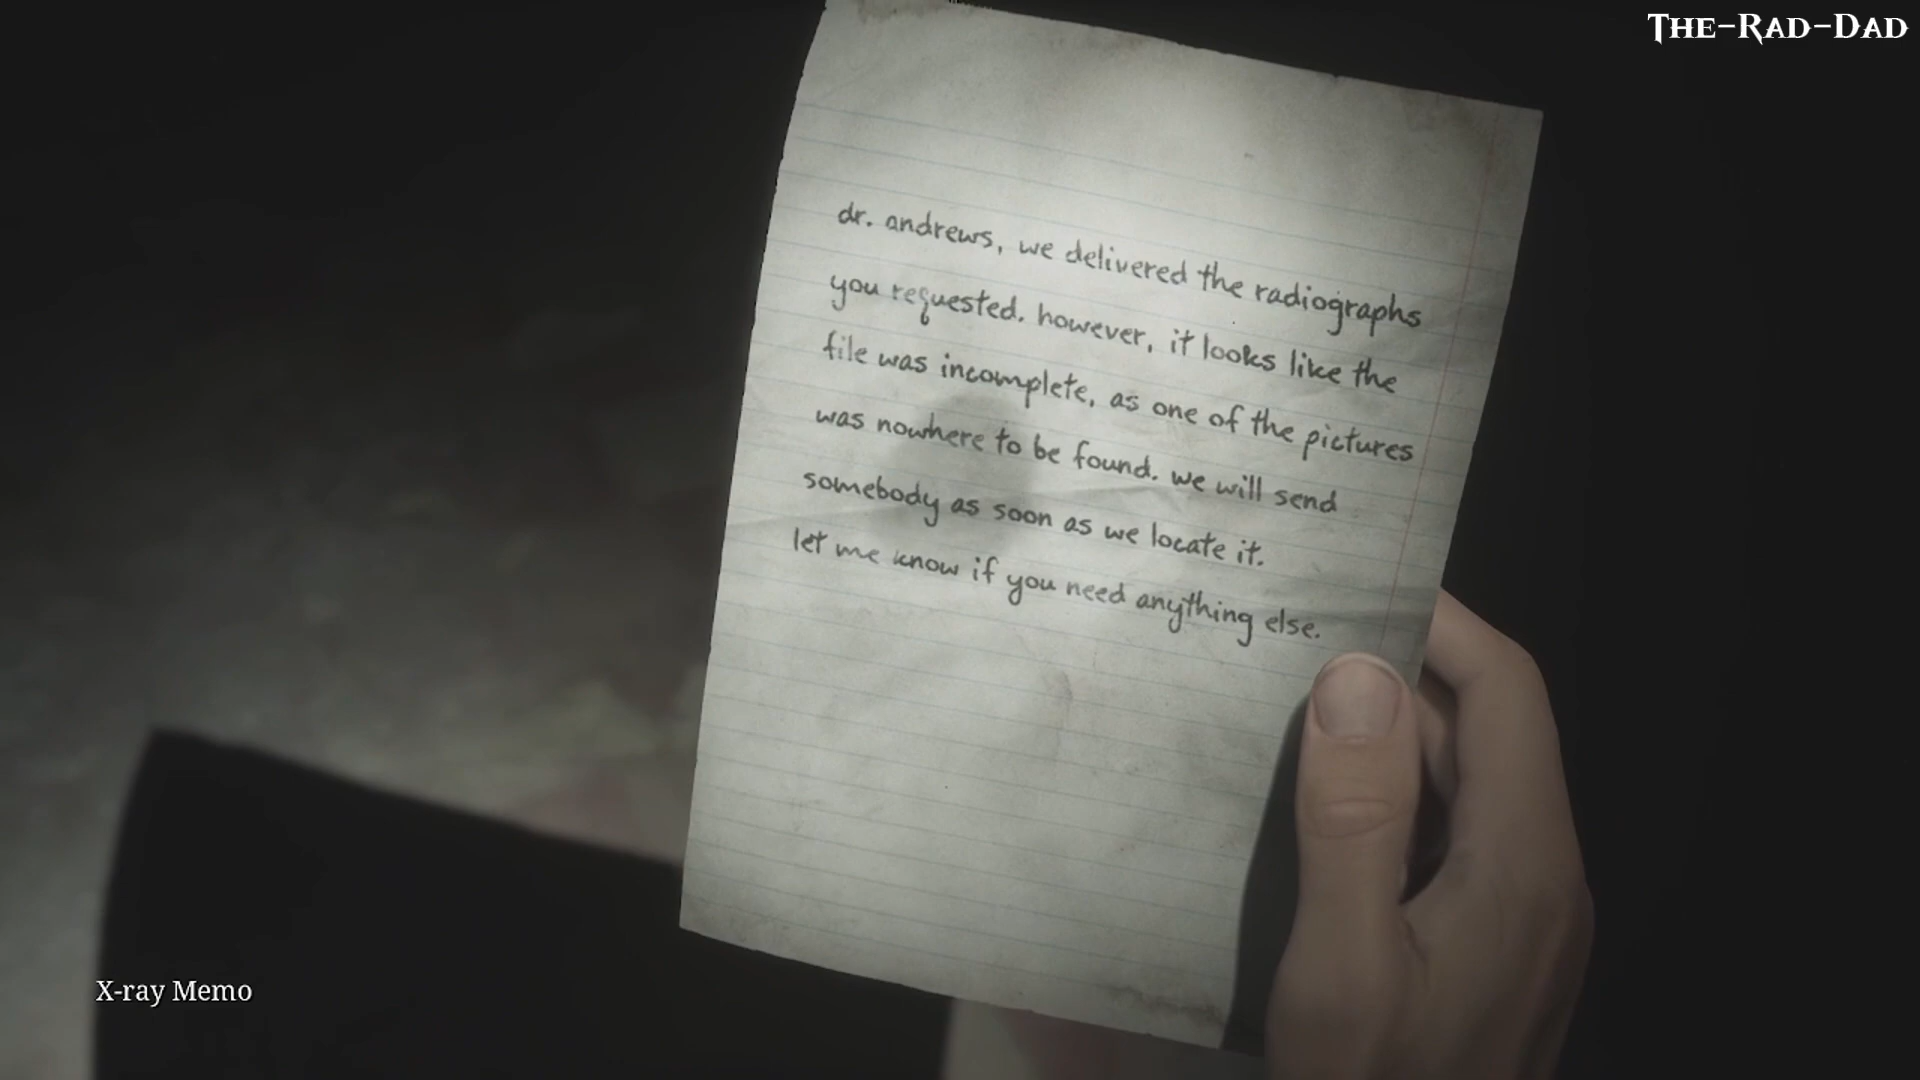 The-Rad-Dad
dr. andrews, we delivered the radiographs
you requested. however, it looks like the
file was incomplete, as one of the pictures
was nowhere to be found. we will send
somebody as soon as we locate it.
let me know if you need anything else.
X-ray Memo